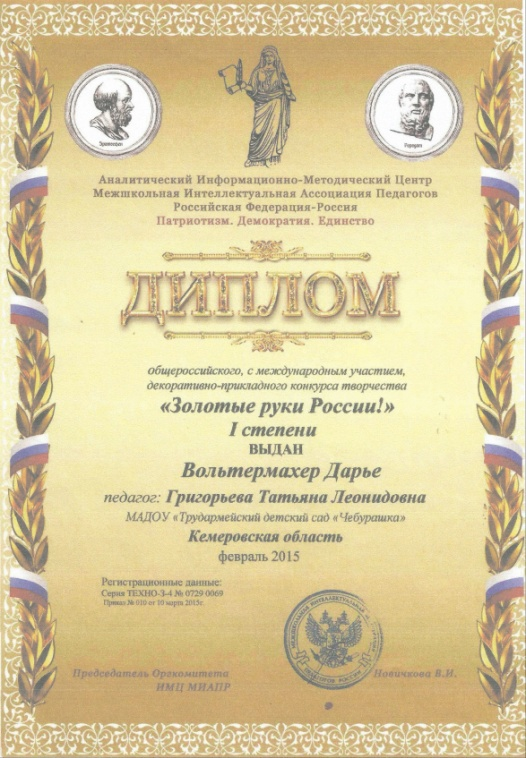 Геродот
Аналитический Информационно-Методический Центр
Межшкольная Интеллектуальная Ассоциация Педагогов
Российская Федерация-Россия
Патриотизм. Демократия. Единство
ДИПЛОМ
общероссийского, с международным участием,
декоративно-прикладного конкурса творчества
«Золотые руки России!»
I степени
ВЫДАН
Вольтермахер Дарье
педагог: Григорьева Татьяна Леонидовна
МАДОУ «Трудармейский детский сад «Чебурашка»
Кемеровская область
февраль 2015
Регистрационные данные:
Серия ТЕХНО-3-4 № 0729 0069
Приказ № 010 от 10 марта 2015г.
Председатель Оргкомитета
ИМЦ МИАПР
Новичкова В.И.